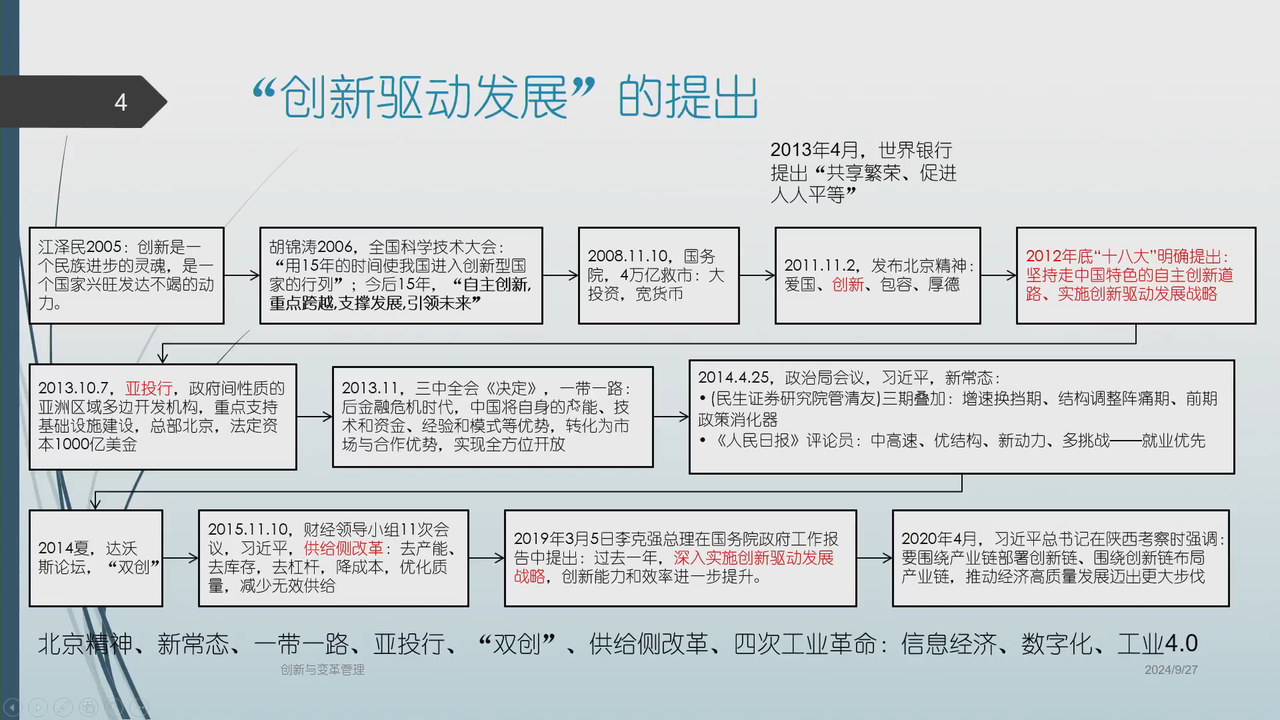 4
“创新驱动发展”的提出
2013年4月，世界银行
提出“共享繁荣、促进
人人平等”
江泽民2005：创新是一
个民族进步的灵魂，是一
个国家兴旺发达不竭的动
力。
胡锦涛2006，全国科学技术大会：
“用15年的时间使我国进入创新型国
家的行列”；今后15年，“自主创新,
重点跨越,支撑发展,引领未来”
2008.11.10，国务
院，4万亿救市：大
投资，宽货币
2011.11.2，发布北京精神：
爱国、创新、包容、厚德
2012年底“十八大”明确提出：
坚持走中国特色的自主创新道
路、实施创新驱动发展战略
2013.10.7，亚投行，政府间性质的
亚洲区域多边开发机构，重点支持
基础设施建设，总部北京，法定资
本1000亿美金
2013.11，三中全会《决定》，一带一路：
后金融危机时代，中国将自身的产能、技
术和资金、经验和模式等优势，转化为市
场与合作优势，实现全方位开放
2014.4.25，政治局会议，习近平，新常态：
• (民生证券研究院管清友)三期叠加：增速换挡期、结构调整阵痛期、前期
政策消化器
• 《人民日报》评论员：中高速、优结构、新动力、多挑战——就业优先
2014夏，达沃
斯论坛，“双创”
2015.11.10，财经领导小组11次会
议，习近平，供给侧改革：去产能、
去库存，去杠杆，降成本，优化质
量，减少无效供给
2019年3月5日李克强总理在国务院政府工作报
告中提出：过去一年，深入实施创新驱动发展
战略，创新能力和效率进一步提升。
2020年4月，习近平总书记在陕西考察时强调：
要围绕产业链部署创新链、围绕创新链布局
产业链，推动经济高质量发展迈出更大步伐
北京精神、新常态、一带一路、亚投行、“双创”、供给侧改革、四次工业革命：信息经济、数字化、工业4.0
创新与变革管理
2024/9/27